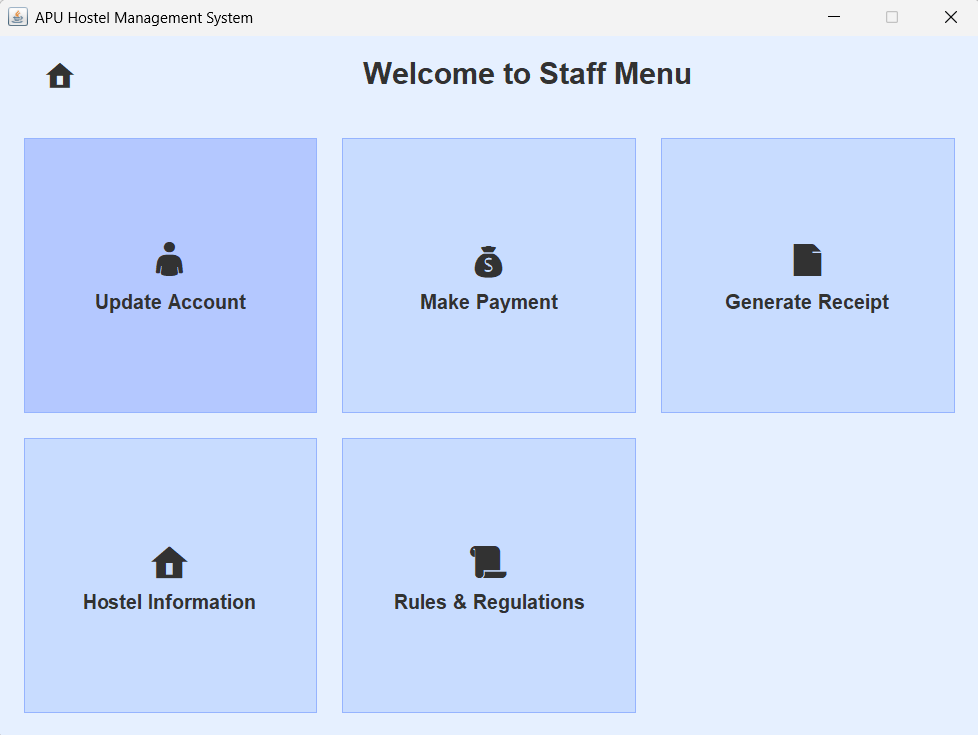 APU Hostel Management System
Welcome to Staff Menu
Update Account
Make Payment
Generate Receipt
Hostel Information
Rules & Regulations